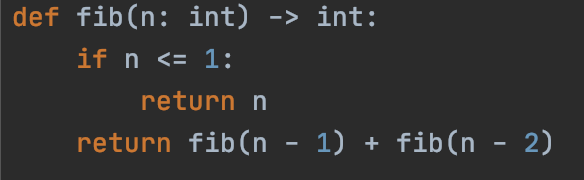 def fib(n: int) -> int:
    if n <= 1:
        return n
    return fib(n - 1) + fib(n - 2)